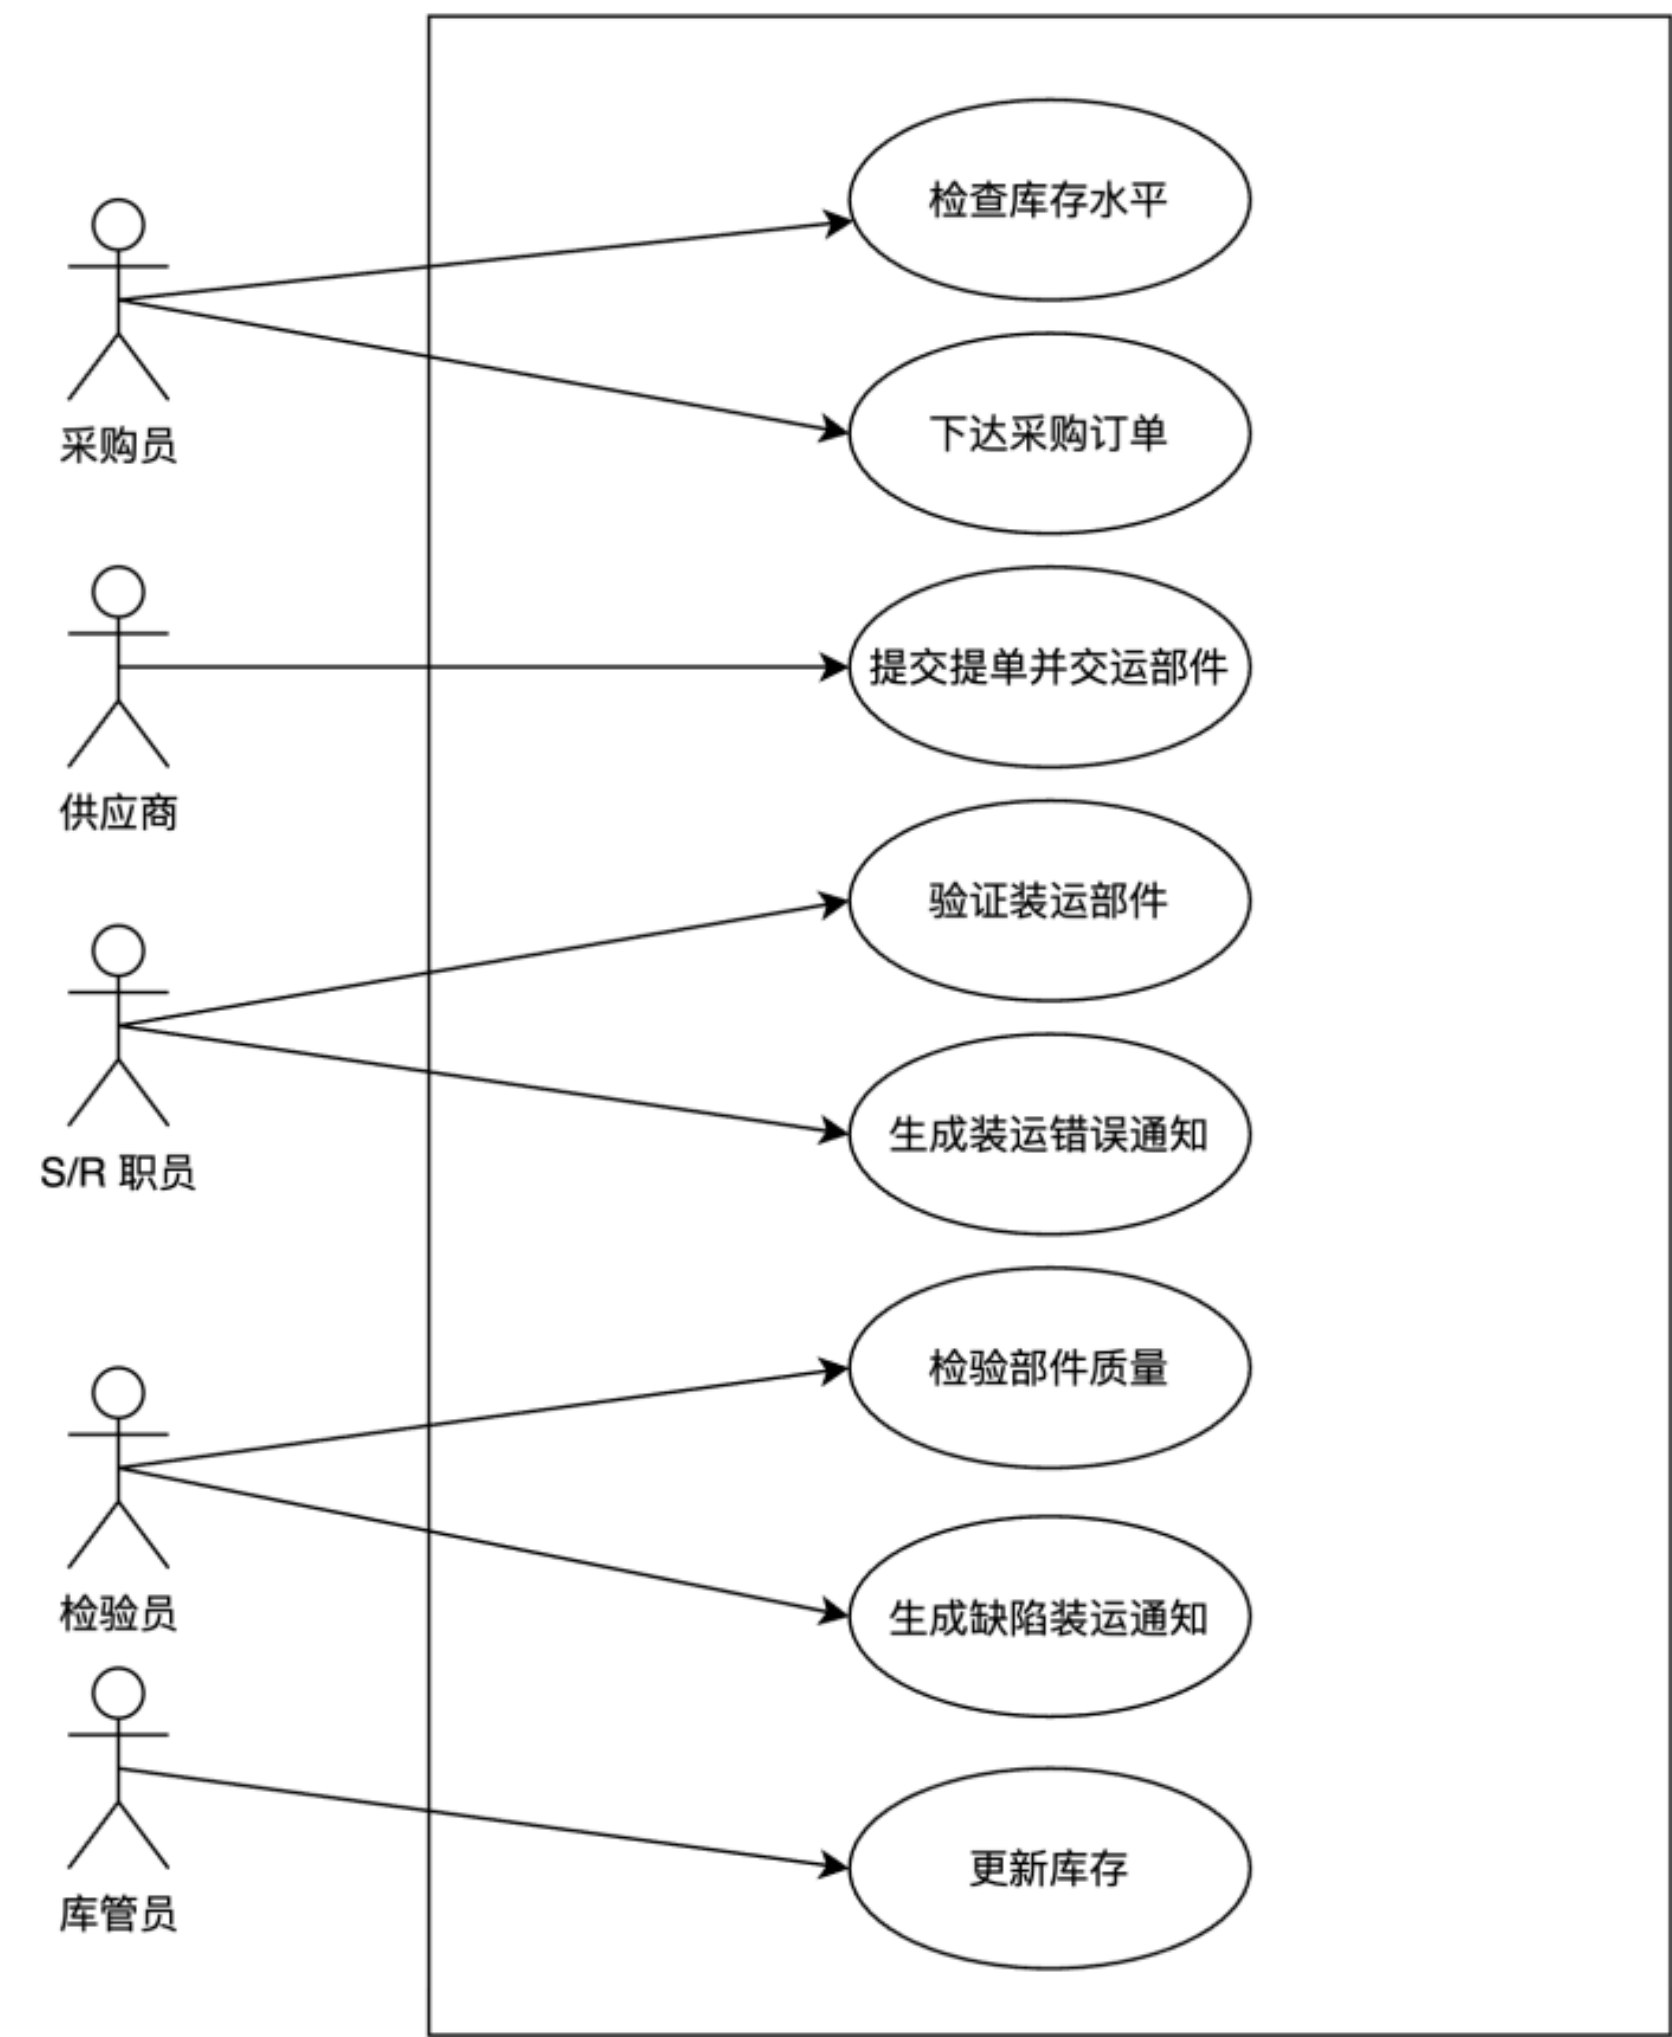 检查库存水平
下达采购订单
采购员
提交提单并交运部件
供应商
验证装运部件
生成装运错误通知
S/R 职员
检验部件质量
生成缺陷装运通知
检验员
更新库存
库管员